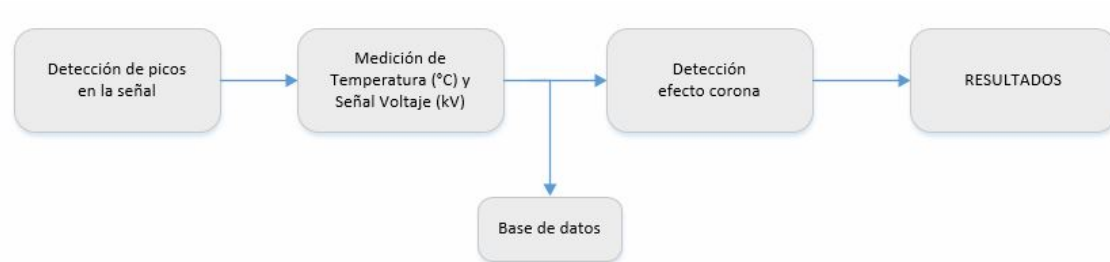 Detección de picos
en la señal
Medición de
Temperatura (°C) y
Señal Voltaje (kV)
Detección
efecto corona
RESULTADOS
Base de datos